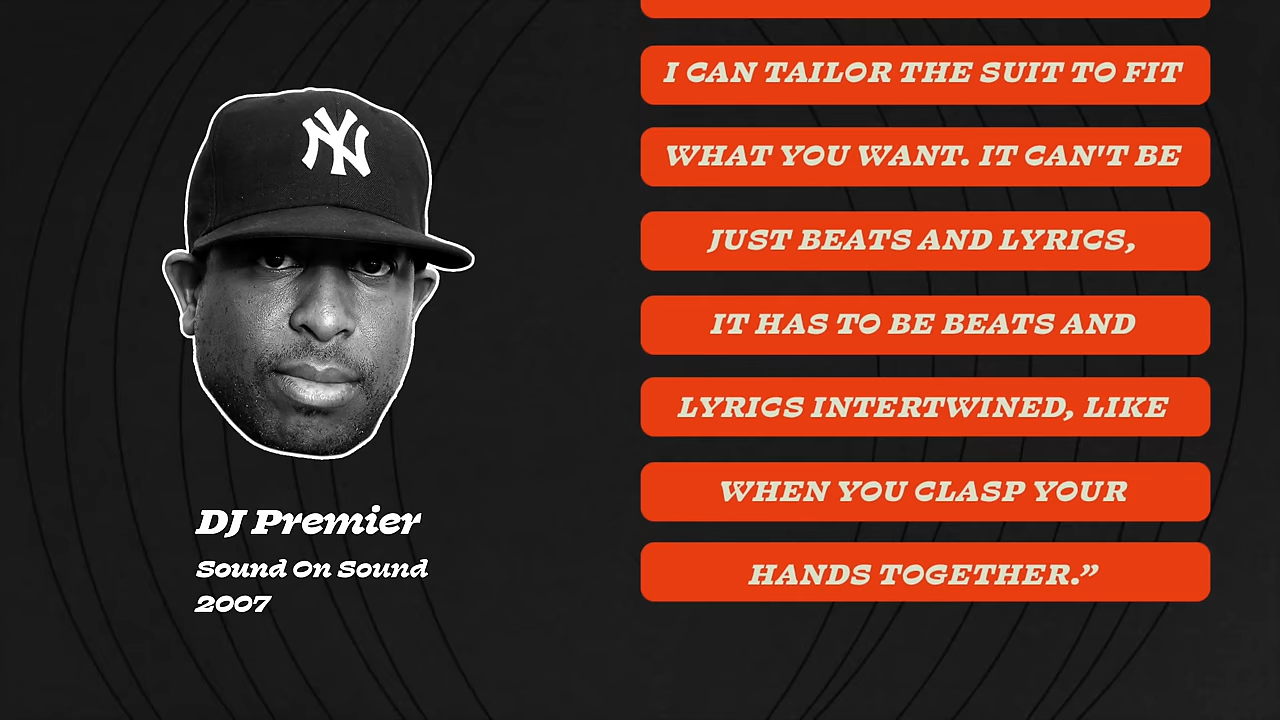 NY
DJ Premier
Sound On Sound
2007
I CAN TAILOR THE SUIT TO FIT
WHAT YOU WANT. IT CAN'T BE
JUST BEATS AND LYRICS,
IT HAS TO BE BEATS AND
LYRICS INTERTWINED, LIKE
WHEN YOU CLASP YOUR
HANDS TOGETHER.”